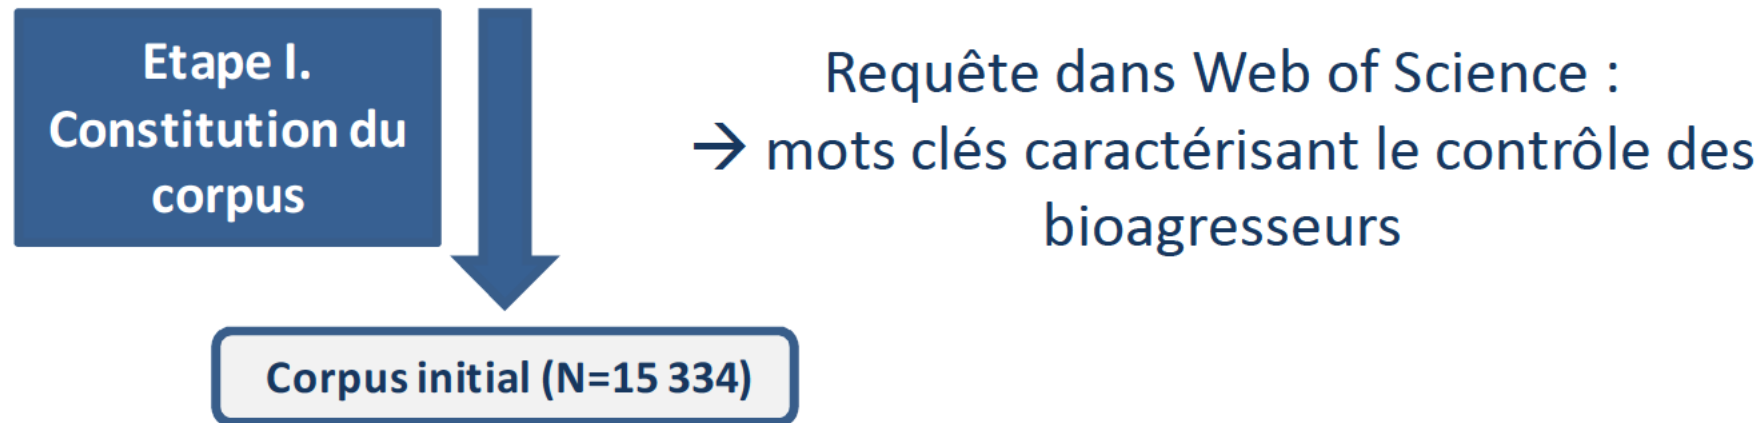 Etape I.
Constitution du
corpus
Requête dans Web of Science :
→ mots clés caractérisant le contrôle des
bioagresseurs
Corpus initial (N=15 334)